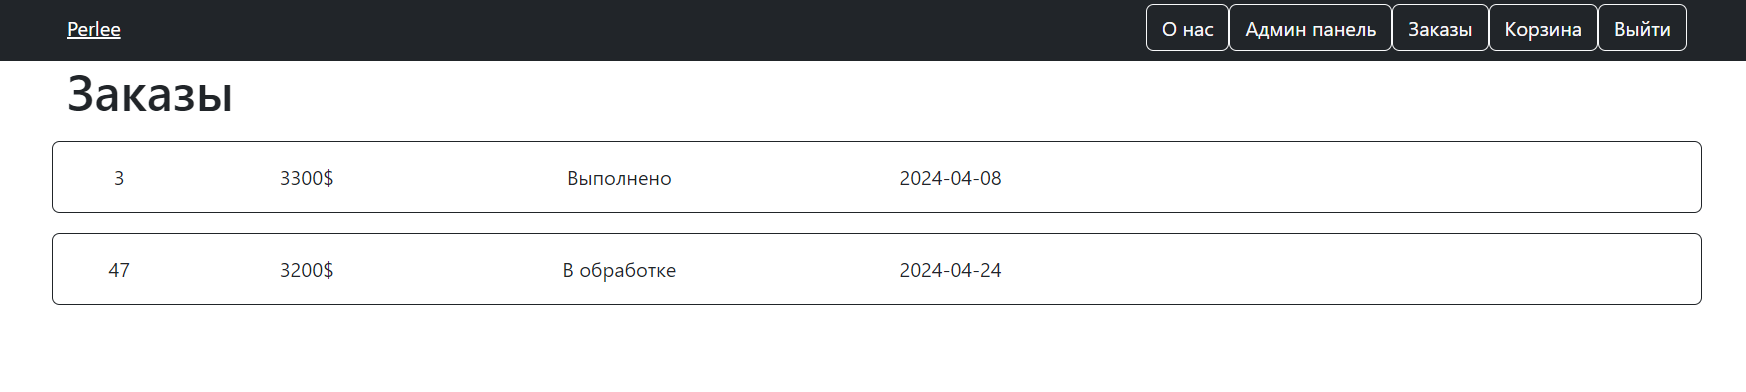 Perlee О нас Админ панель Заказы Корзина Выйти
Заказы
3 3300$ Выполнено 2024-04-08
47 3200$ В обработке 2024-04-24